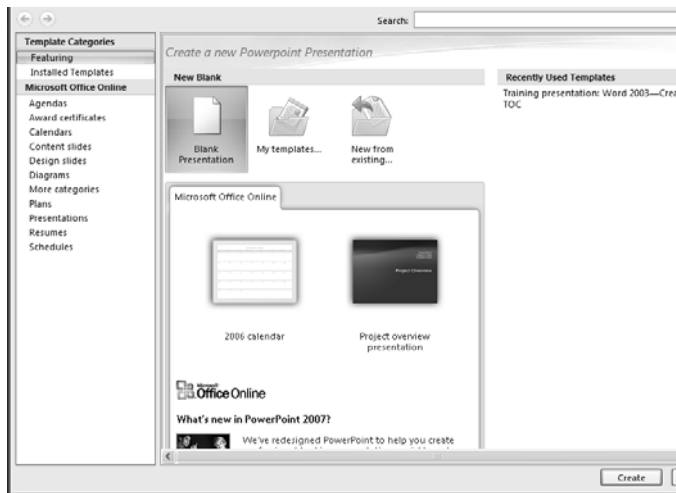 Search:
Template Categories
Featuring
Installed Templates
Microsoft Office Online
Agendas
Award certificates
Calendars
Content slides
Design slides
Diagrams
More categories
Plans
Presentations
Resumes
Schedules
Create a new Powerpoint Presentation
New Blank
Blank
Presentation
My templates...
New from
existing...
Recently Used Templates
Training presentation: Word 2003—Crea
TOC
Microsoft Office Online
Project Overview
2006 calendar
Project overview
presentation
Microsoft
Office Online
What's new in PowerPoint 2007?
We've redesigned PowerPoint to help you create
Create